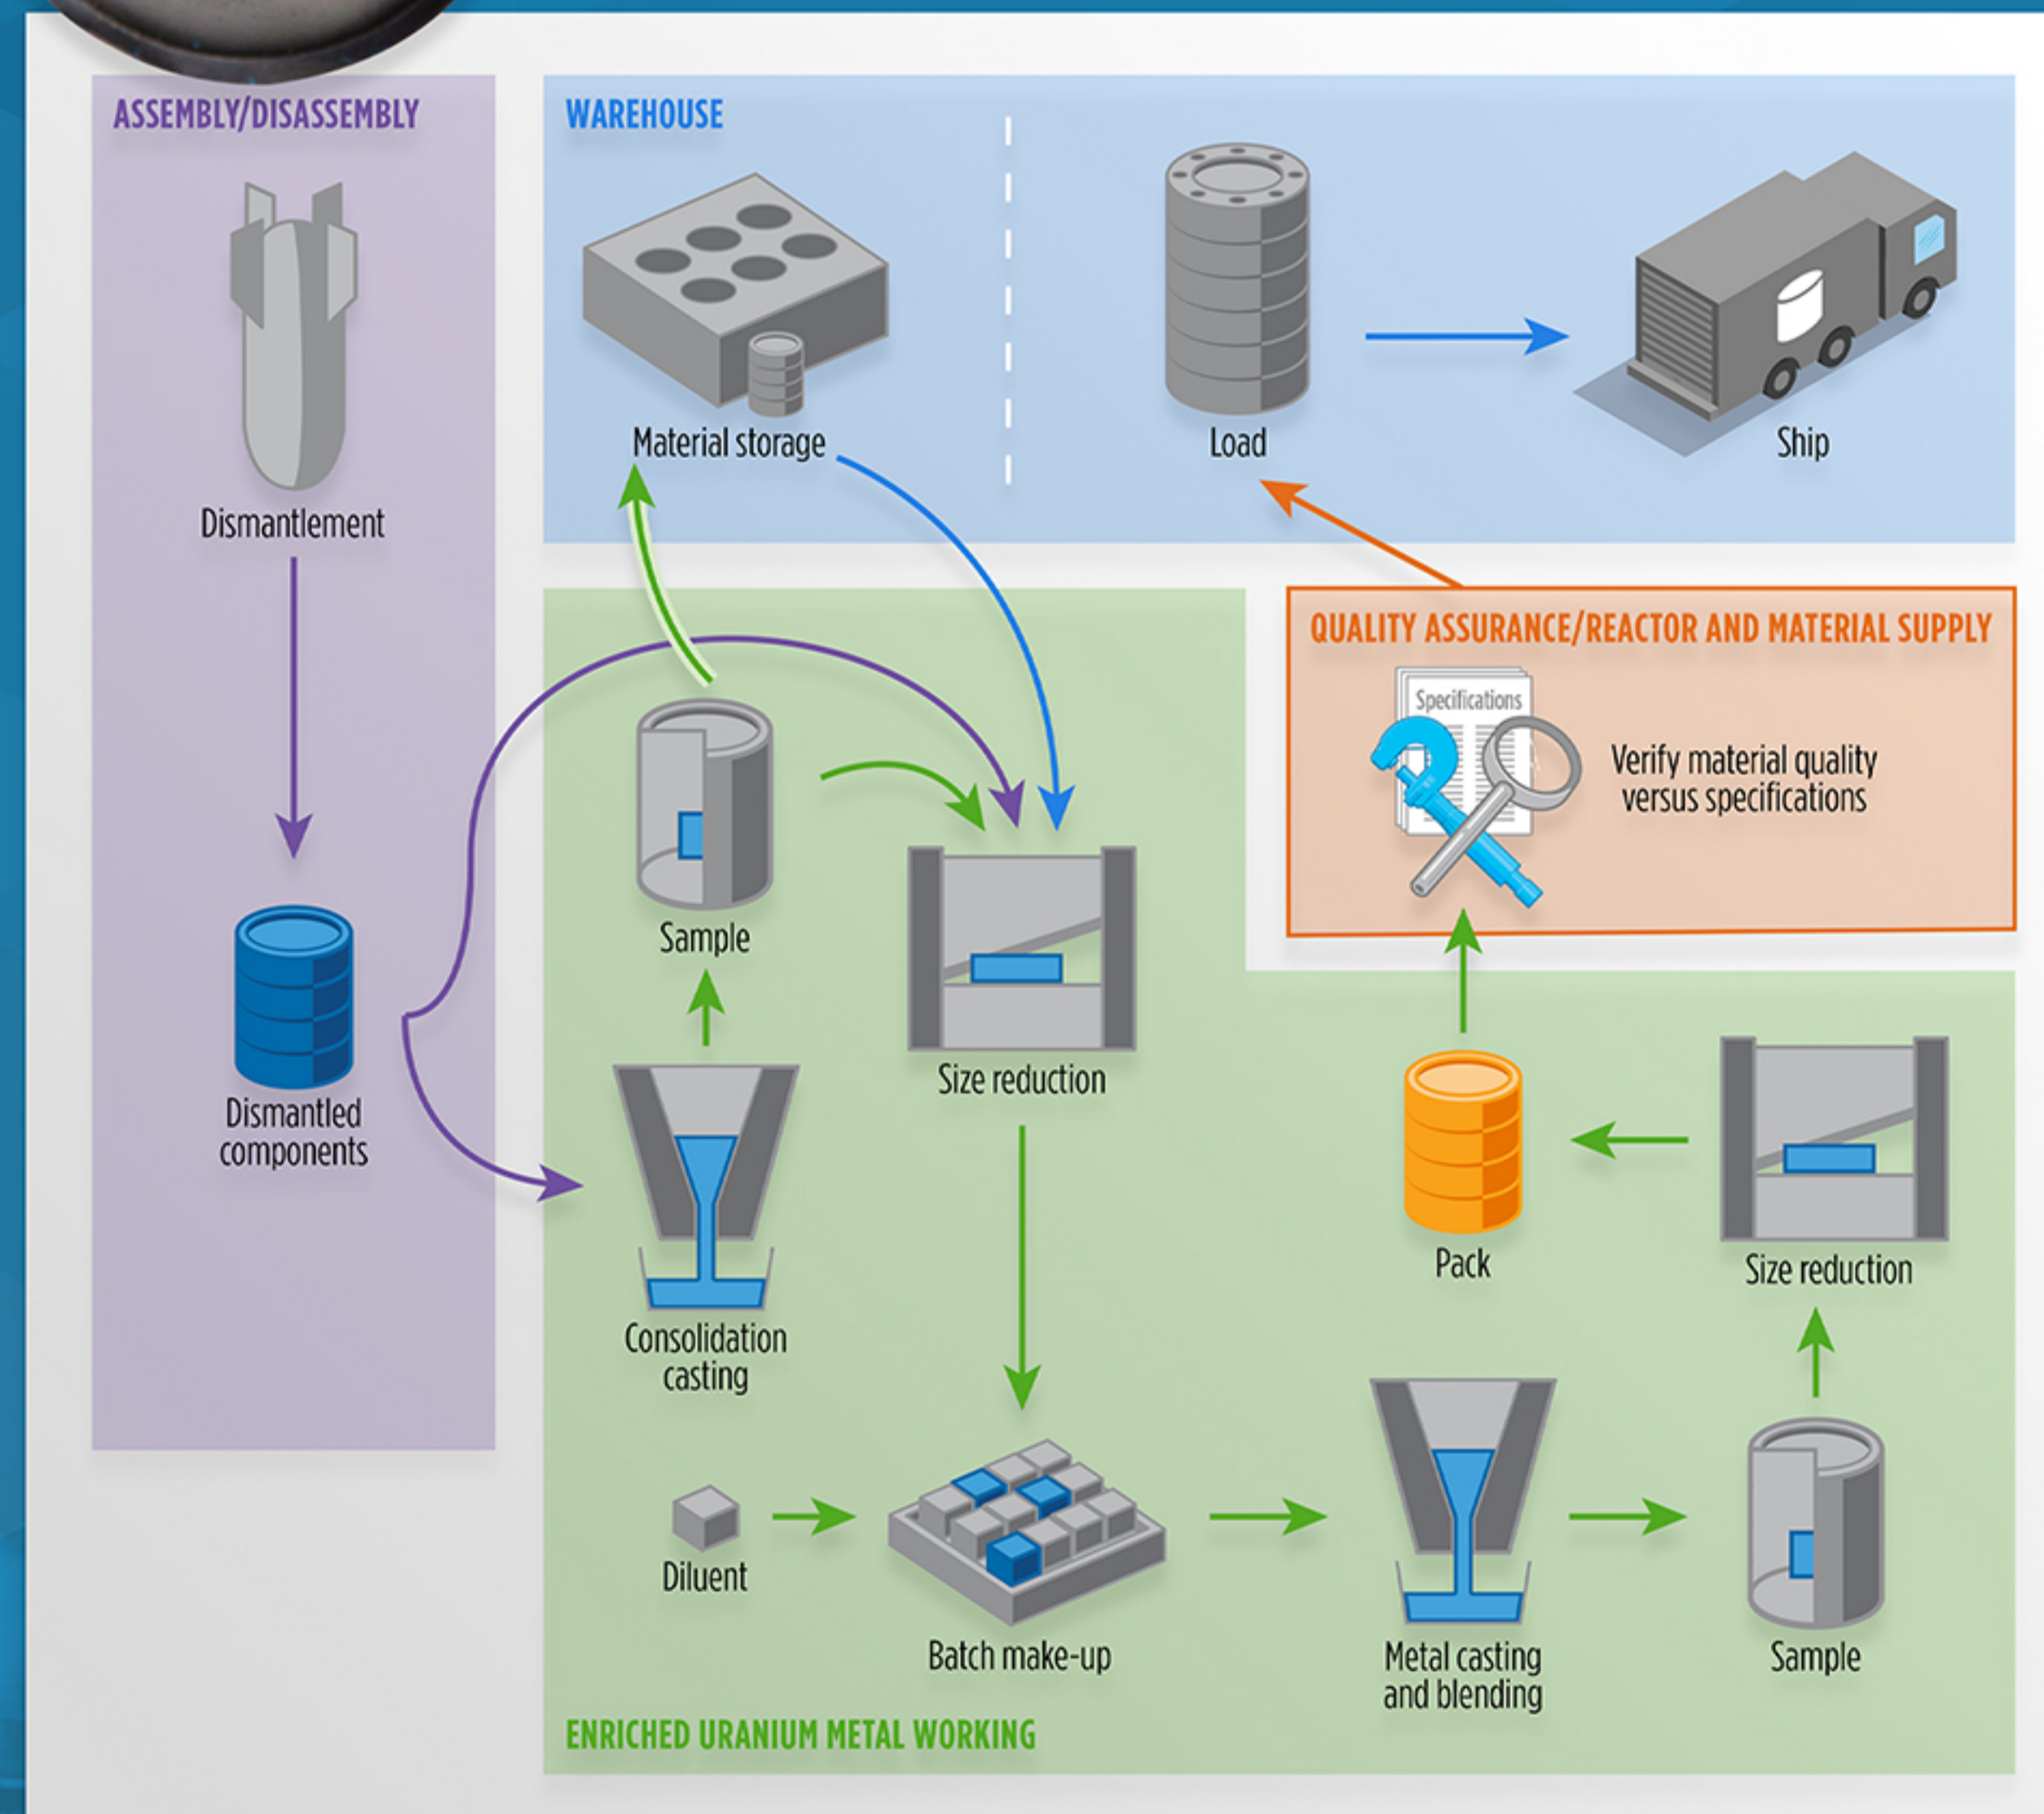 ASSEMBLY/DISASSEMBLY
Dismantlement
Dismantled
components
WAREHOUSE
Material storage
Load
Ship
QUALITY ASSURANCE/REACTOR AND MATERIAL SUPPLY
Specifications
Verify material quality
versus specifications
Sample
Size reduction
Consolidation
casting
Pack
Size reduction
Diluent
Batch make-up
Metal casting
and blending
Sample
ENRICHED URANIUM METAL WORKING